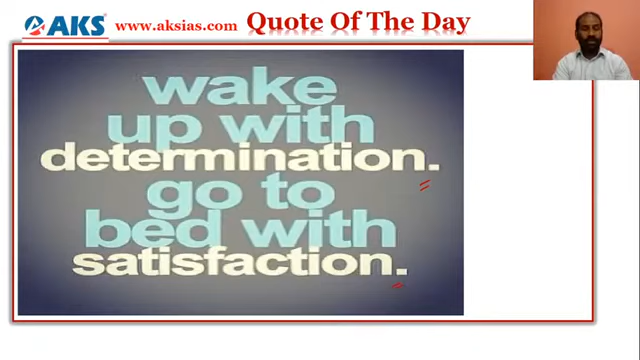 AKS www.aksias.com Quote Of The Day
wake
up with
determination.
go to
bed with
satisfaction.